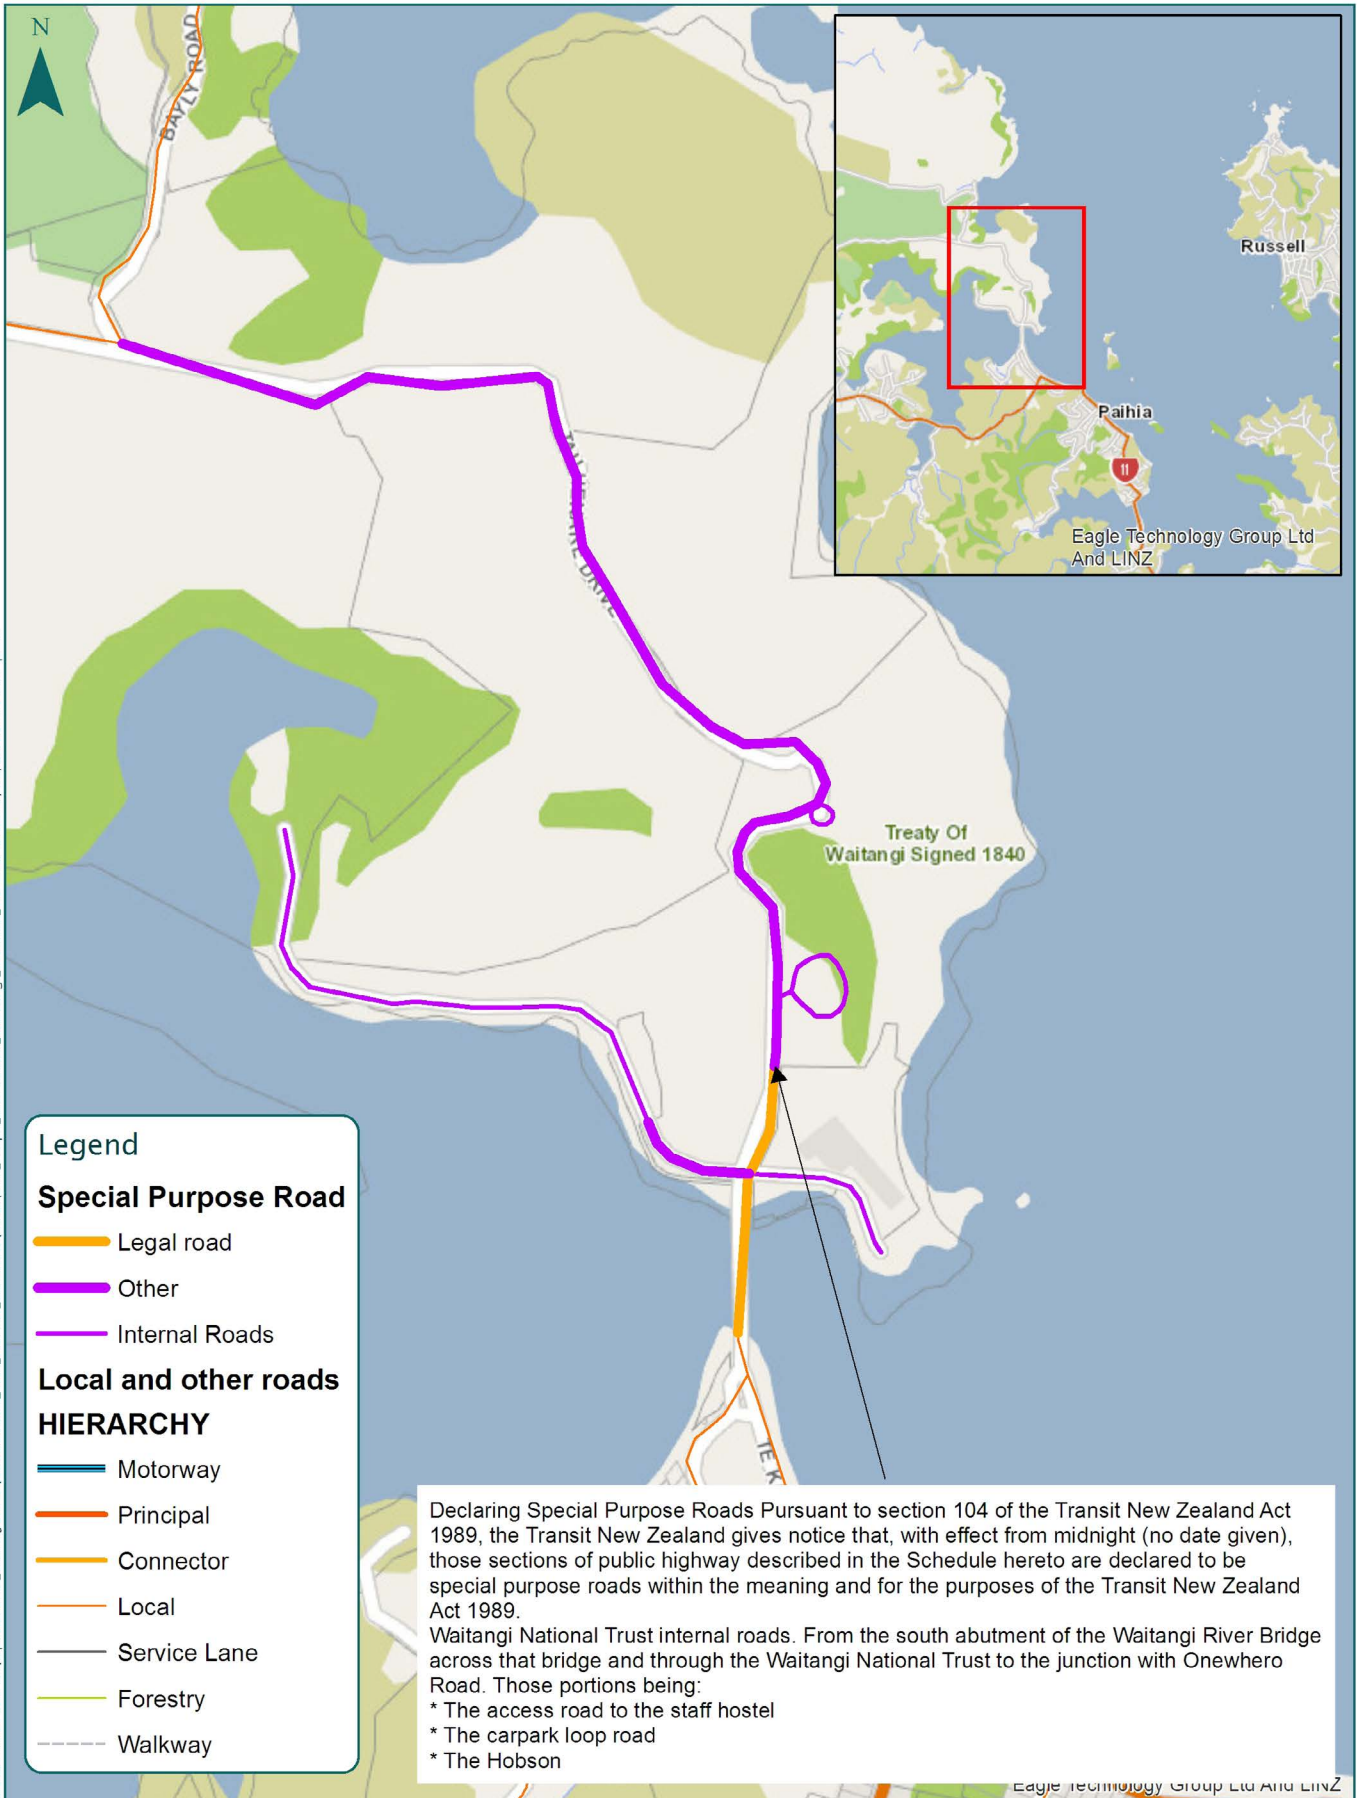 N
BAYLY ROAD
Russell
Paihia
11
Eagle Technology Group Ltd
And LINZ
DRIVE
Treaty Of
Waitangi Signed 1840
TE K
Legend
Special Purpose Road
Legal road
Other
Internal Roads
Local and other roads
HIERARCHY
Motorway
Principal
Connector
Local
Service Lane
Forestry
Walkway
Declaring Special Purpose Roads Pursuant to section 104 of the Transit New Zealand Act
1989, the Transit New Zealand gives notice that, with effect from midnight (no date given),
those sections of public highway described in the Schedule hereto are declared to be
special purpose roads within the meaning and for the purposes of the Transit New Zealand
Act 1989.
Waitangi National Trust internal roads. From the south abutment of the Waitangi River Bridge
across that bridge and through the Waitangi National Trust to the junction with Onewhero
Road. Those portions being:
* The access road to the staff hostel
* The carpark loop road
* The Hobson
Eagle Technology Group Ltd And LINZ